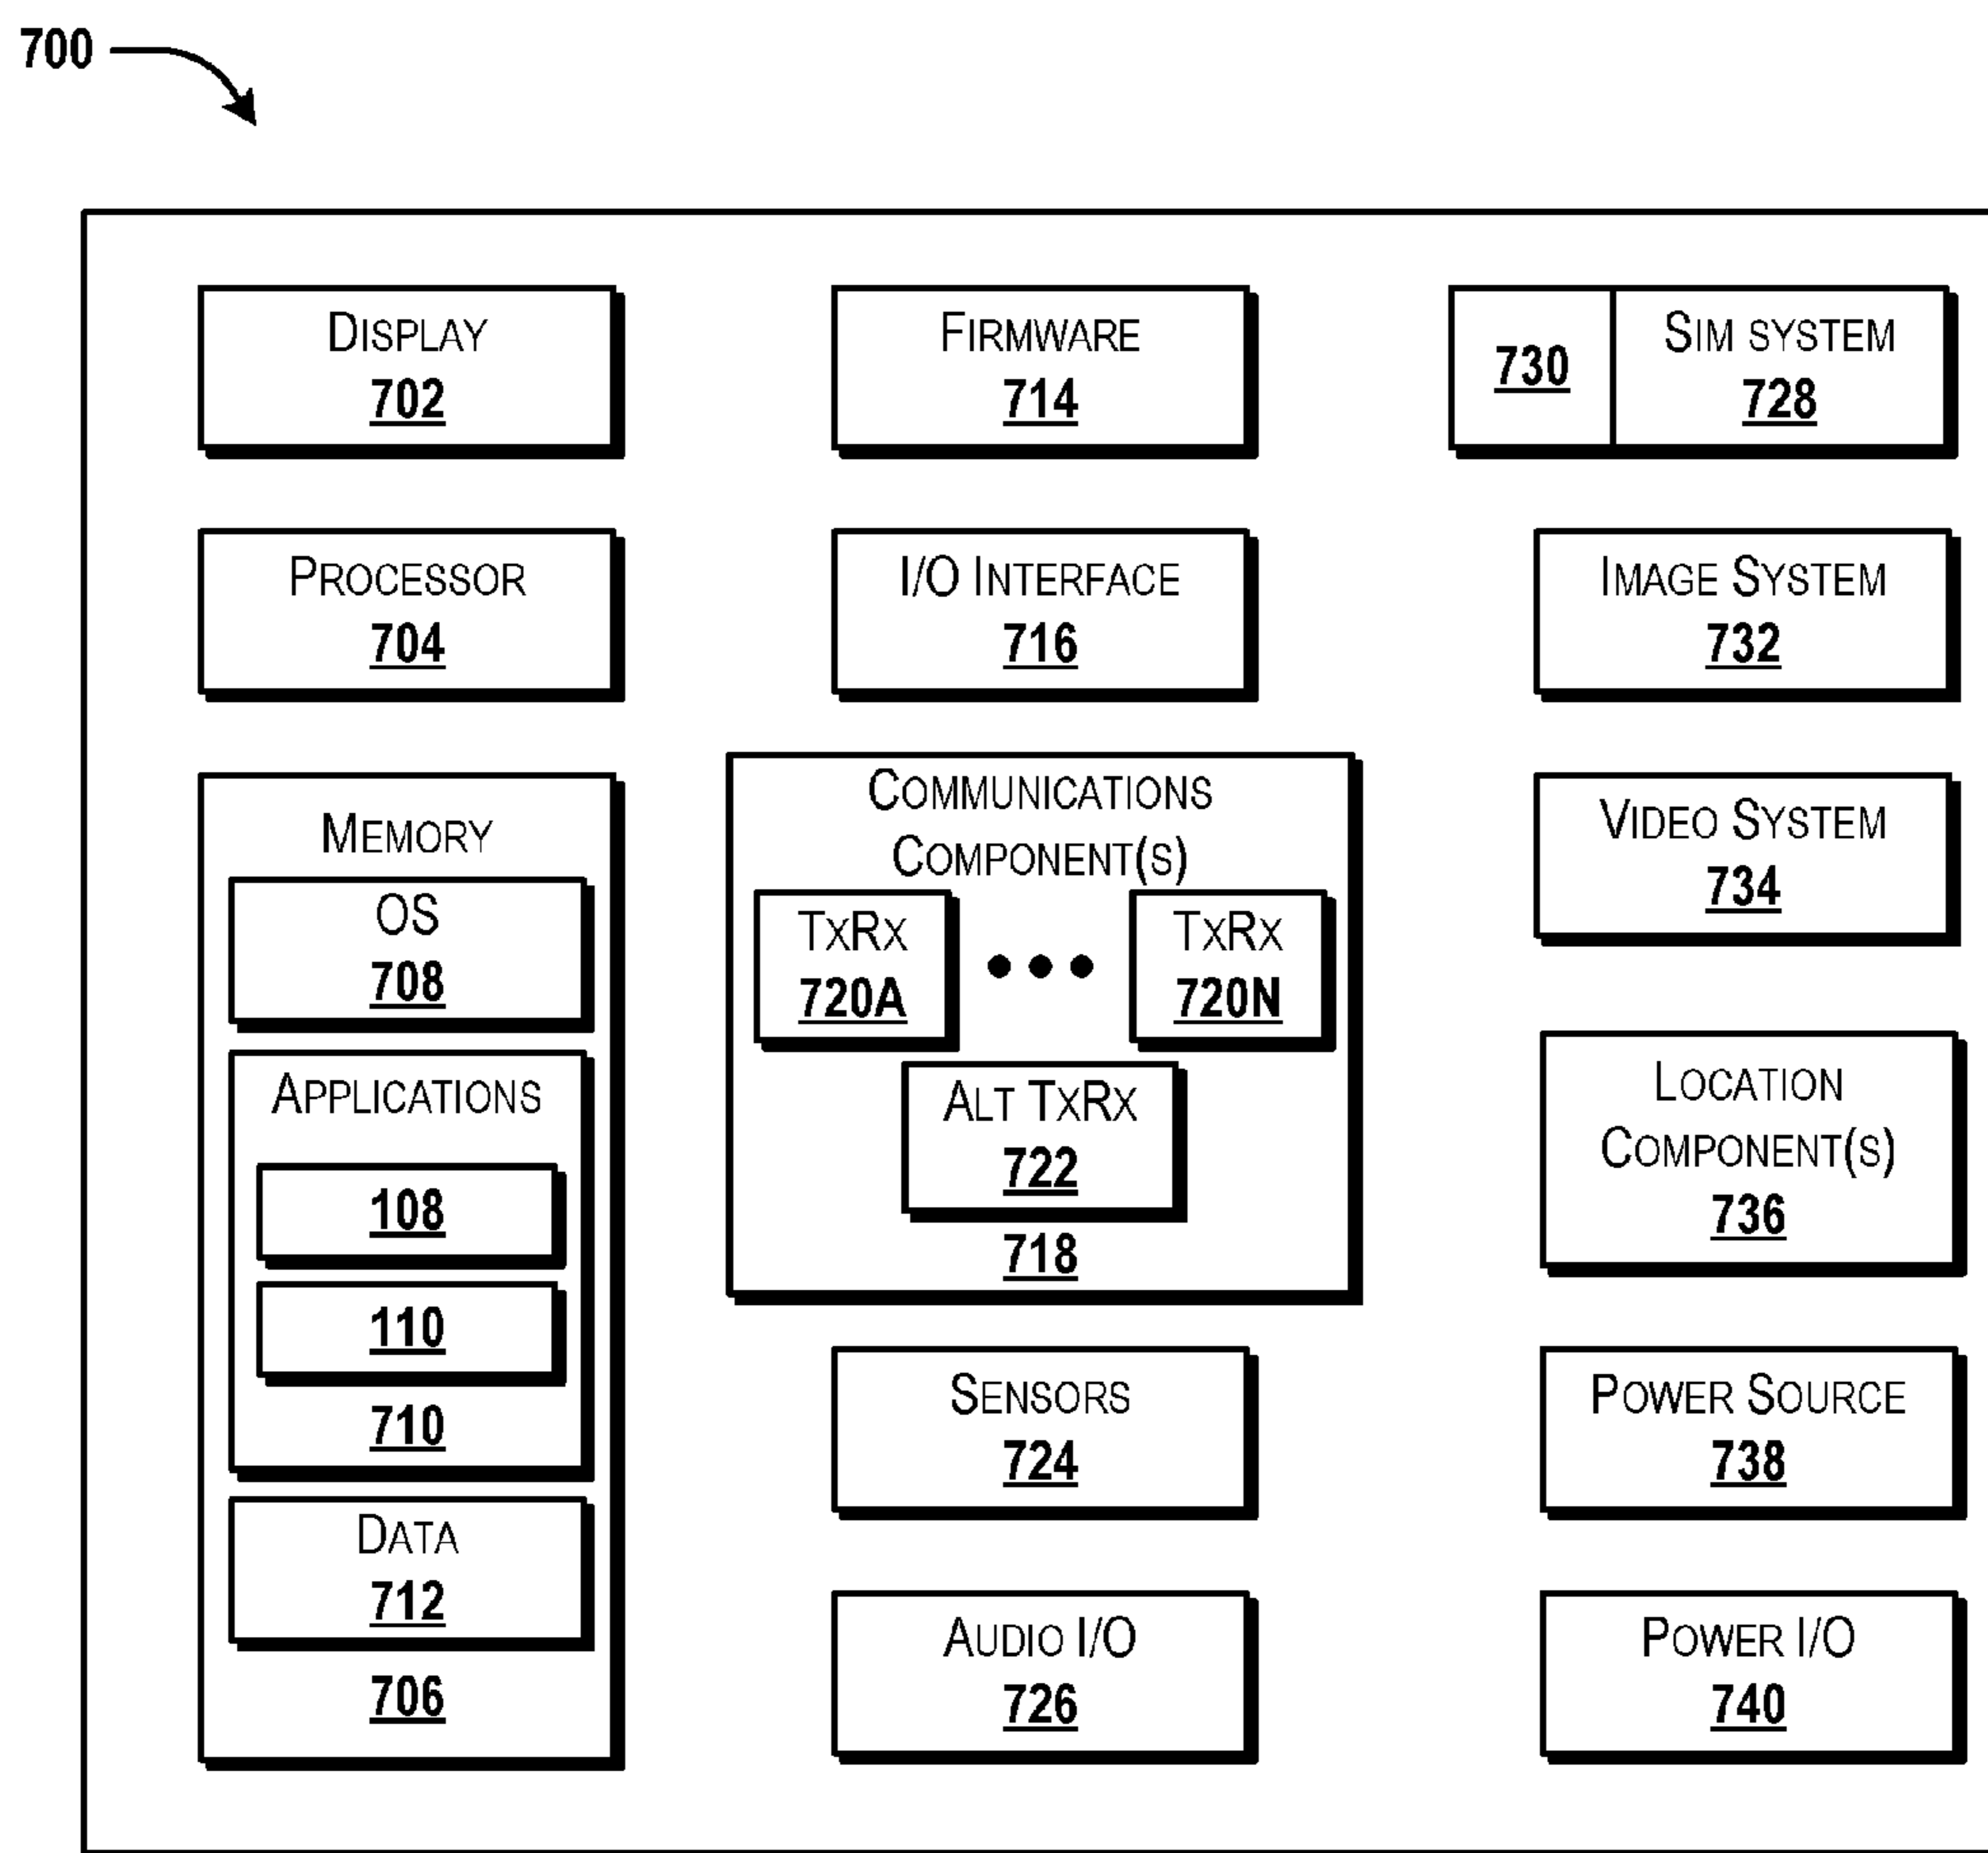 700
DISPLAY
702
PROCESSOR
704
MEMORY
OS
708
APPLICATIONS
108
110
710
DATA
712
706
FIRMWARE
714
I/O INTERFACE
716
COMMUNICATIONS
COMPONENT(S)
TXRX
720A
TXRX
720N
ALT TXRX
722
718
SENSORS
724
AUDIO I/O
726
730
SIM SYSTEM
728
IMAGE SYSTEM
732
VIDEO SYSTEM
734
LOCATION
COMPONENT(S)
736
POWER SOURCE
738
POWER I/O
740